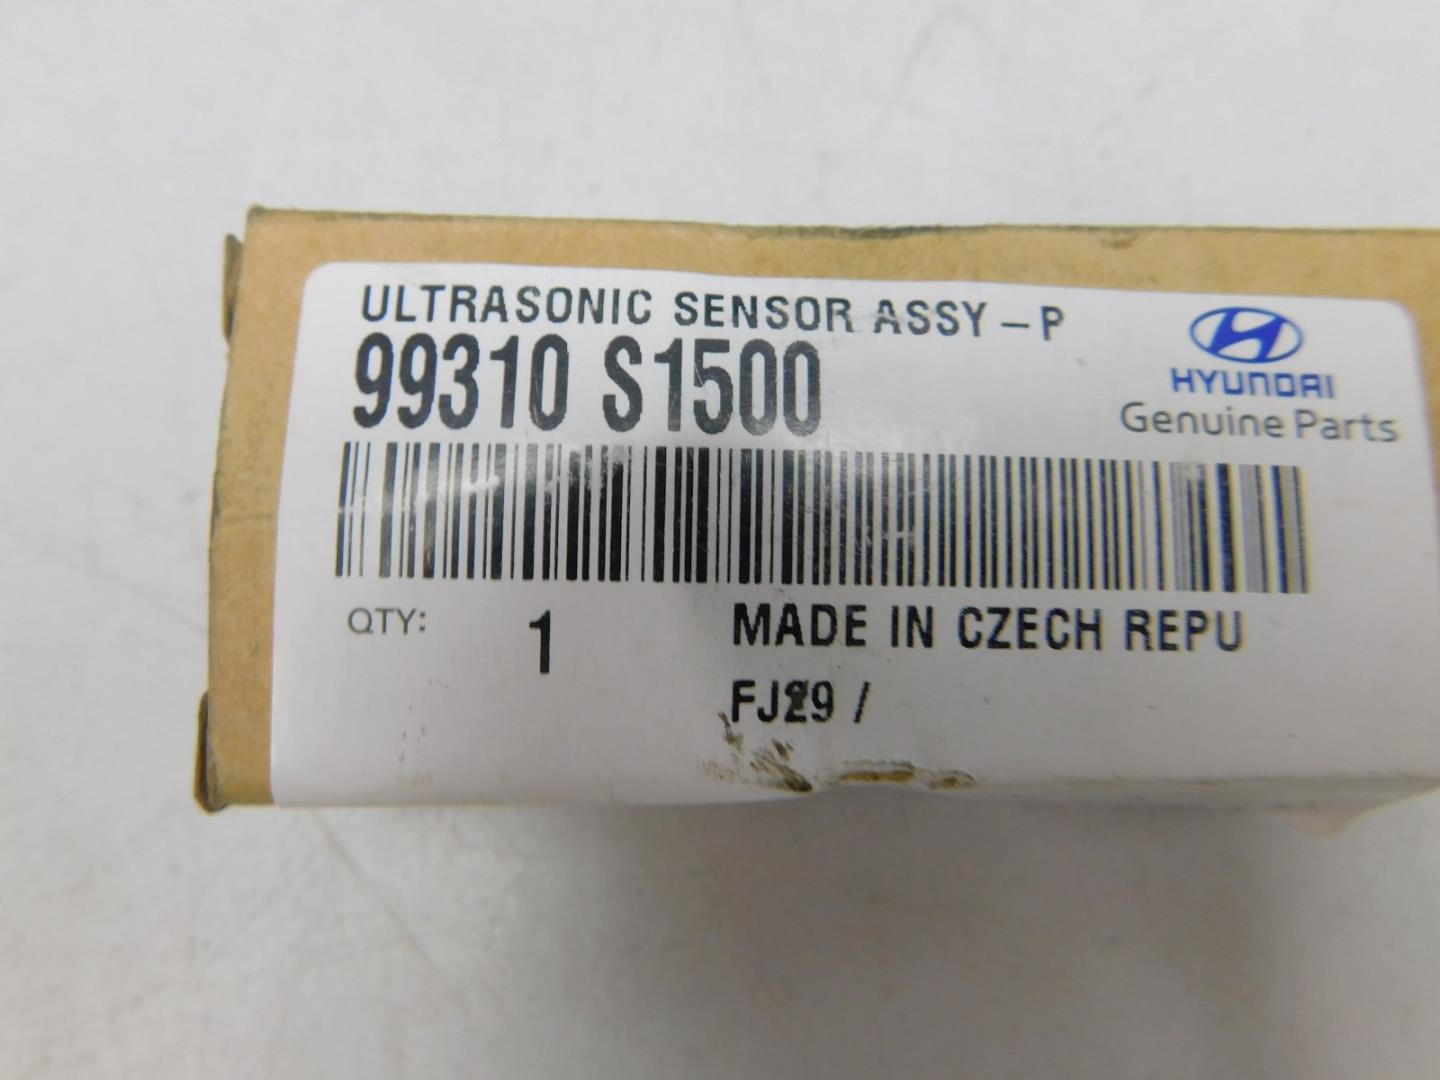 ULTRASONIC SENSOR ASSY – P
99310 S1500
HYUNDAI
Genuine Parts
QTY: 1
MADE IN CZECH REPU
FJ29 /